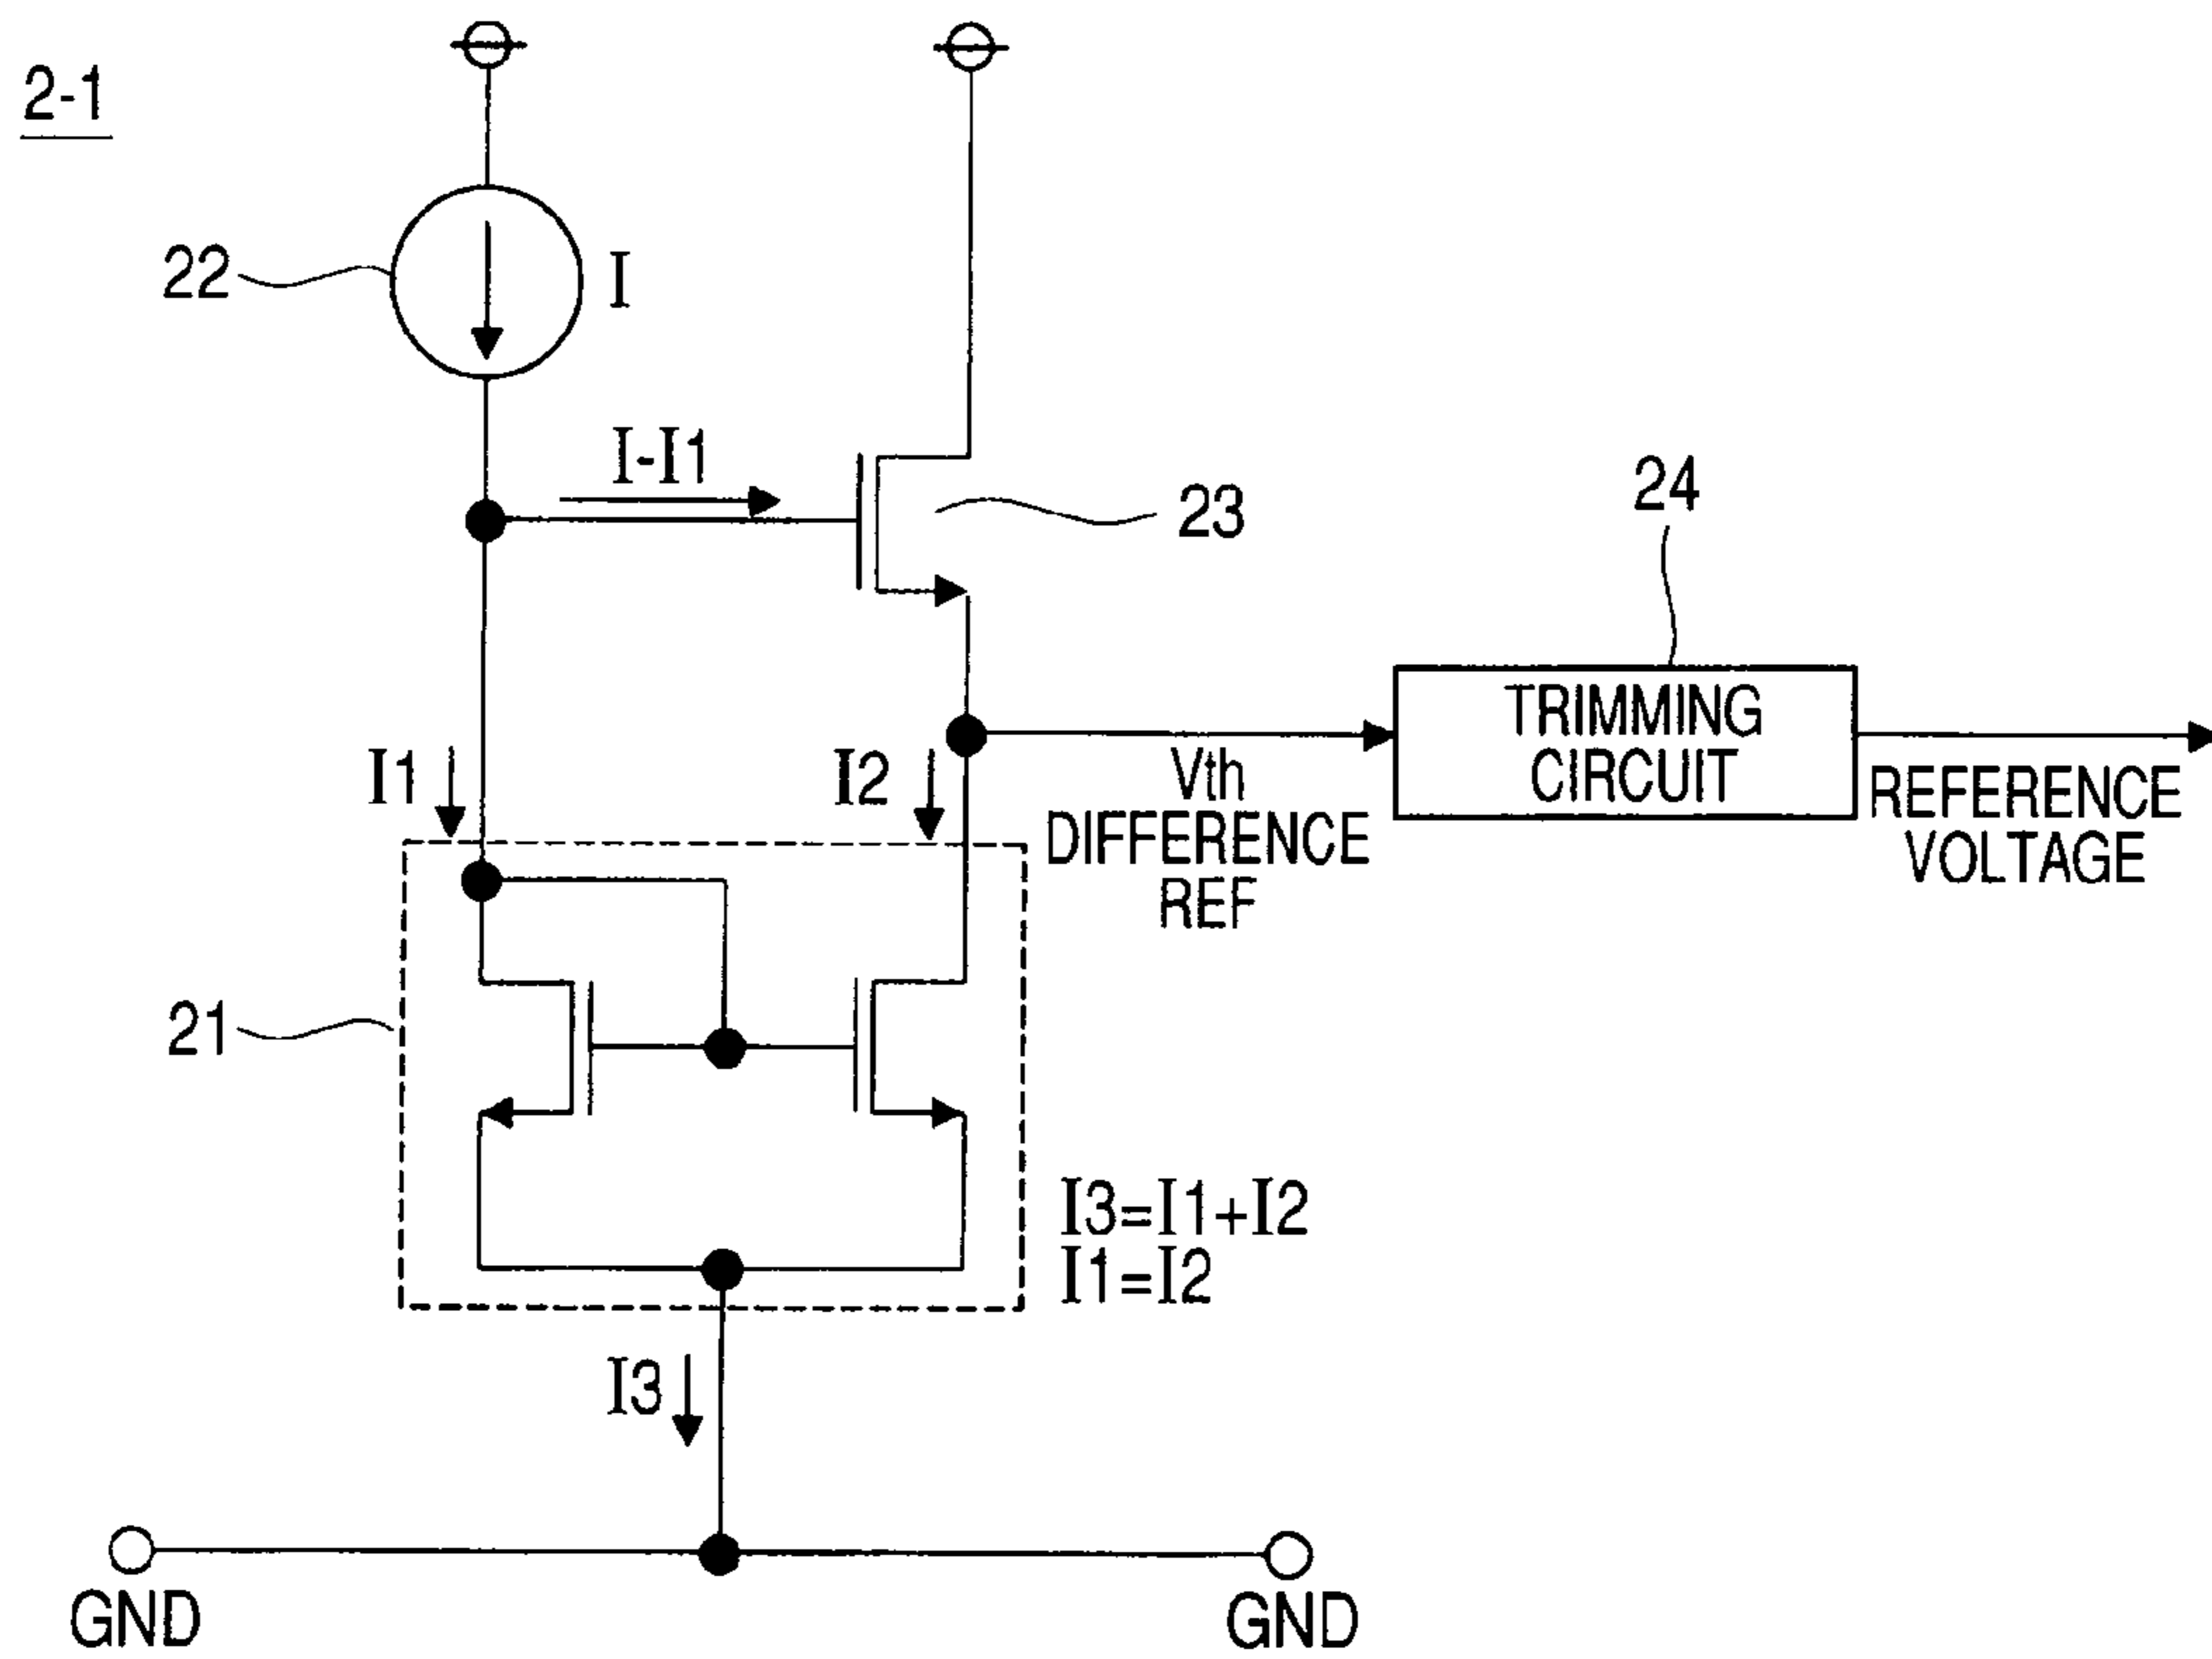 2-1
22
I
I-I1
23
24
TRIMMING
CIRCUIT
I1
I2
Vth
DIFFERENCE
REF
REFERENCE
VOLTAGE
21
I3=I1+I2
I1=I2
I3
GND
GND